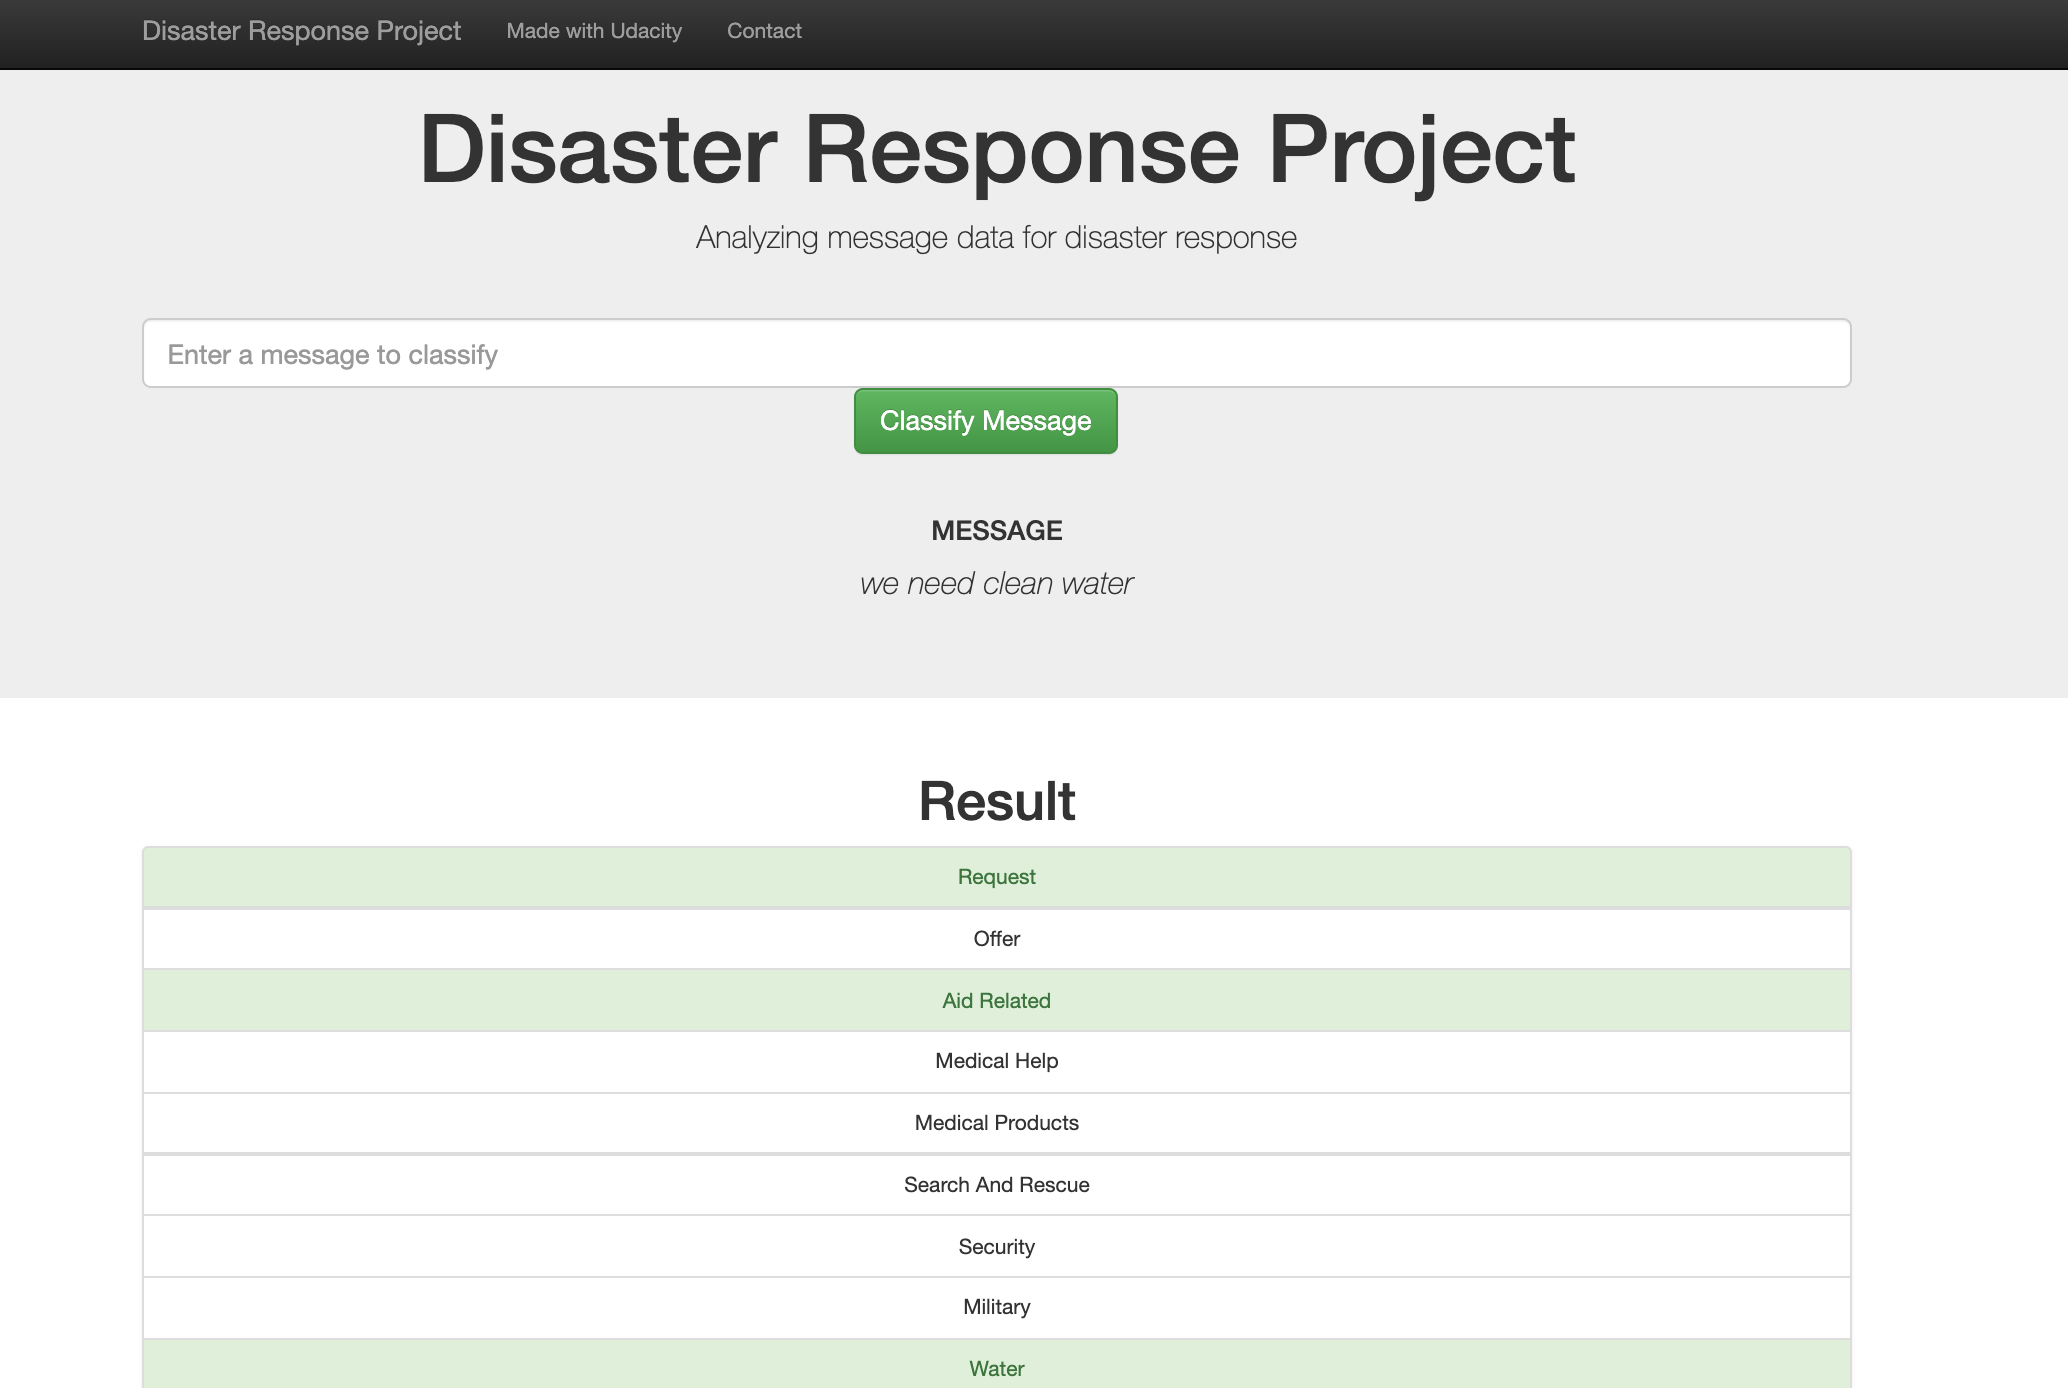 Disaster Response Project Made with Udacity Contact
Disaster Response Project
Analyzing message data for disaster response
Enter a message to classify
Classify Message
MESSAGE
we need clean water
Result
Request
Offer
Aid Related
Medical Help
Medical Products
Search And Rescue
Security
Military
Water